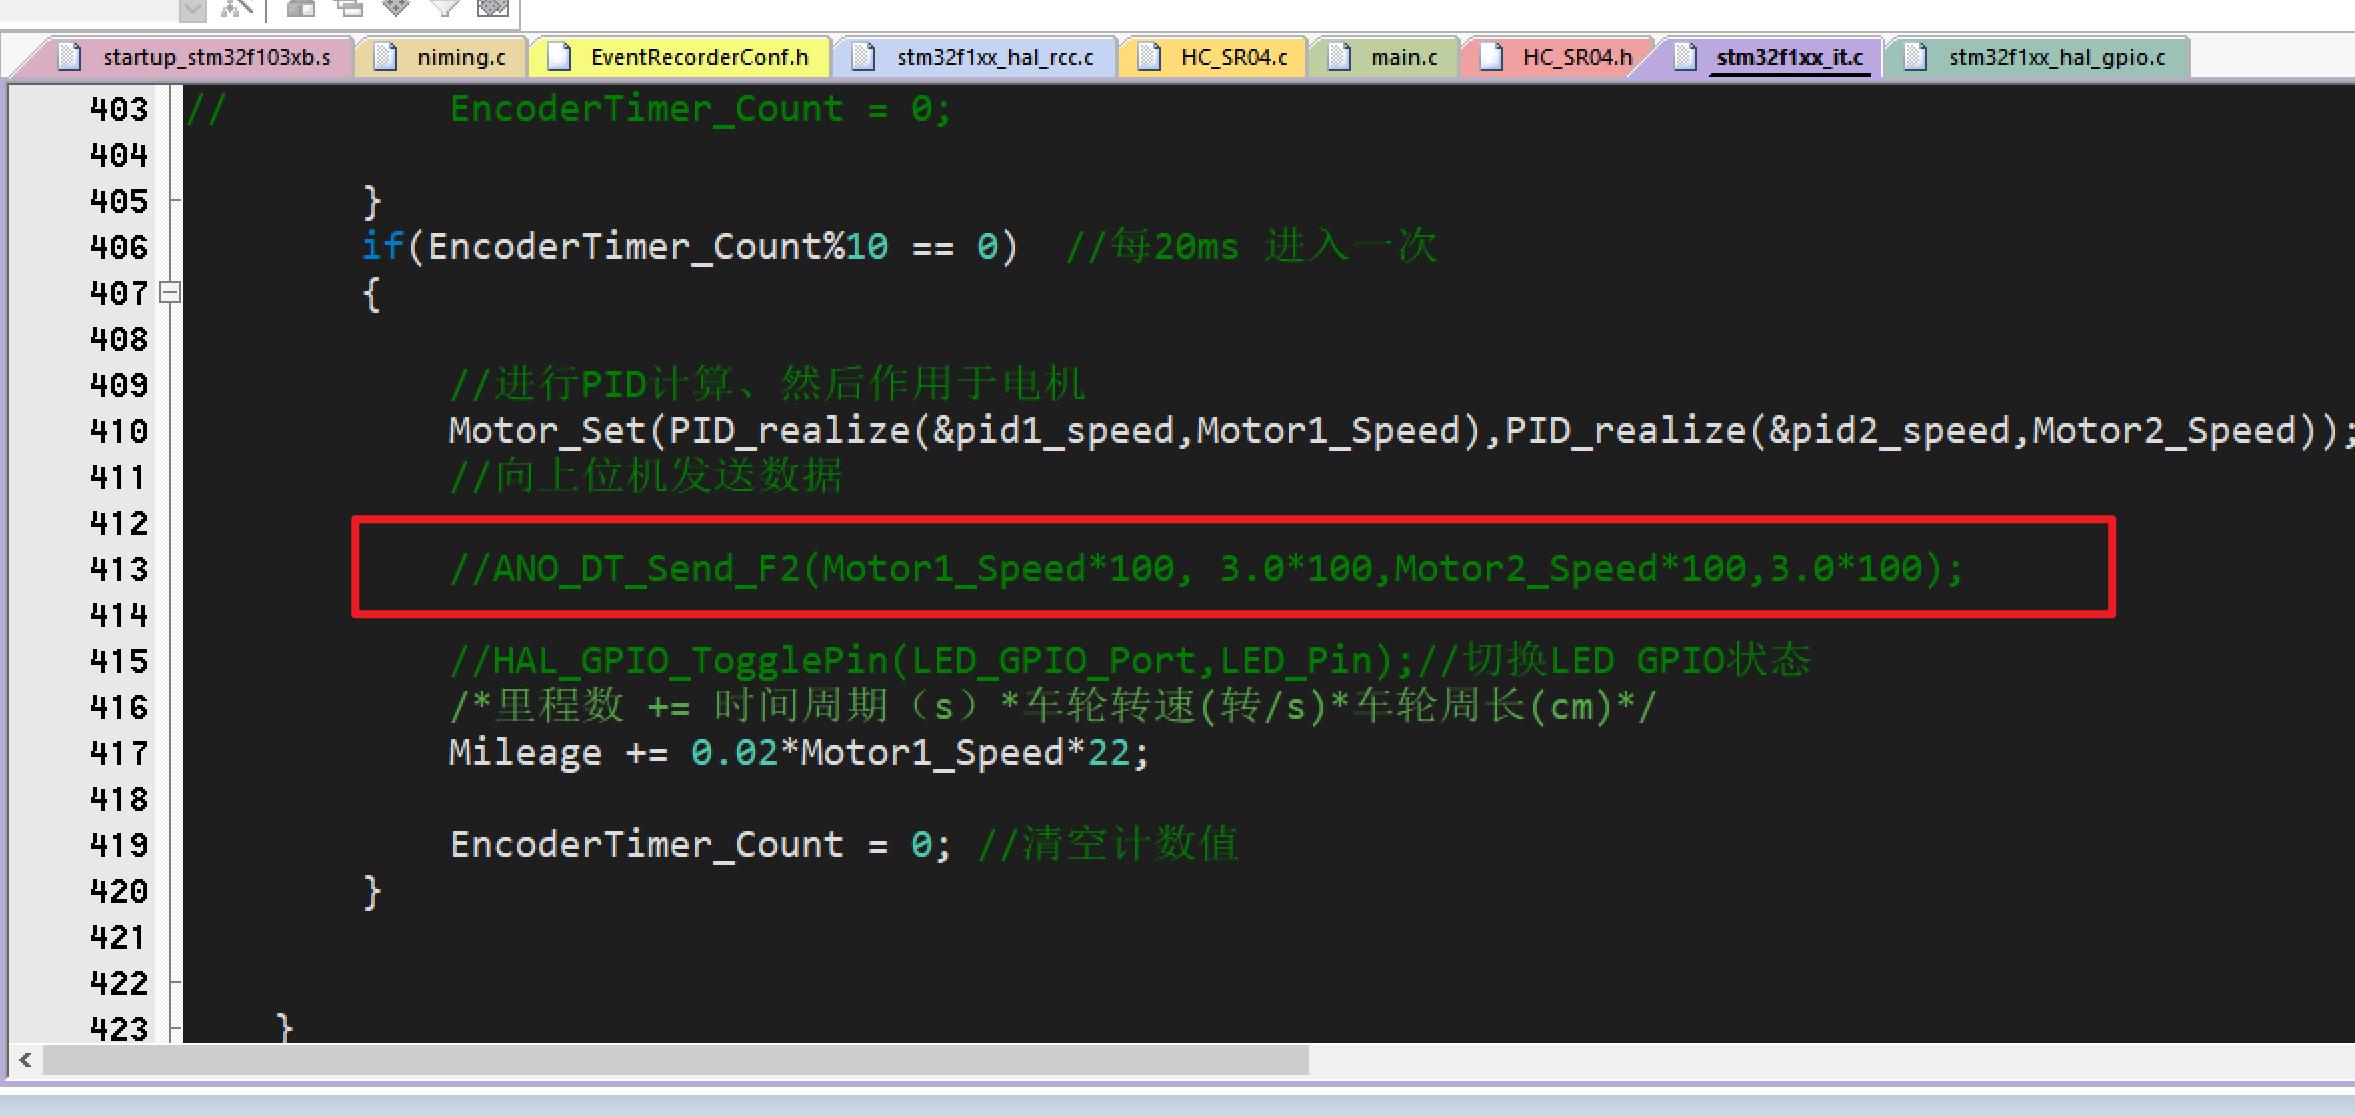 startup_stm32f103xb.s niming.c EventRecorderConf.h stm32f1xx_hal_rcc.c HC_SR04.c main.c HC_SR04.h stm32f1xx_it.c stm32f1xx_hal_gpio.c
403 // EncoderTimer_Count = 0;
404
405 }
406 if(EncoderTimer_Count%10 == 0) //每20ms 进入一次
407 {
408
409 //进行PID计算、然后作用于电机
410 Motor_Set(PID_realize(&pid1_speed,Motor1_Speed),PID_realize(&pid2_speed,Motor2_Speed));
411 //向上位机发送数据
412
413 //ANO_DT_Send_F2(Motor1_Speed*100, 3.0*100,Motor2_Speed*100,3.0*100);
414
415 //HAL_GPIO_TogglePin(LED_GPIO_Port,LED_Pin);//切换LED GPIO状态
416 /*里程数 += 时间周期（s）*车轮转速(转/s)*车轮周长(cm)*/
417 Mileage += 0.02*Motor1_Speed*22;
418
419 EncoderTimer_Count = 0; //清空计数值
420 }
421
422
423 }